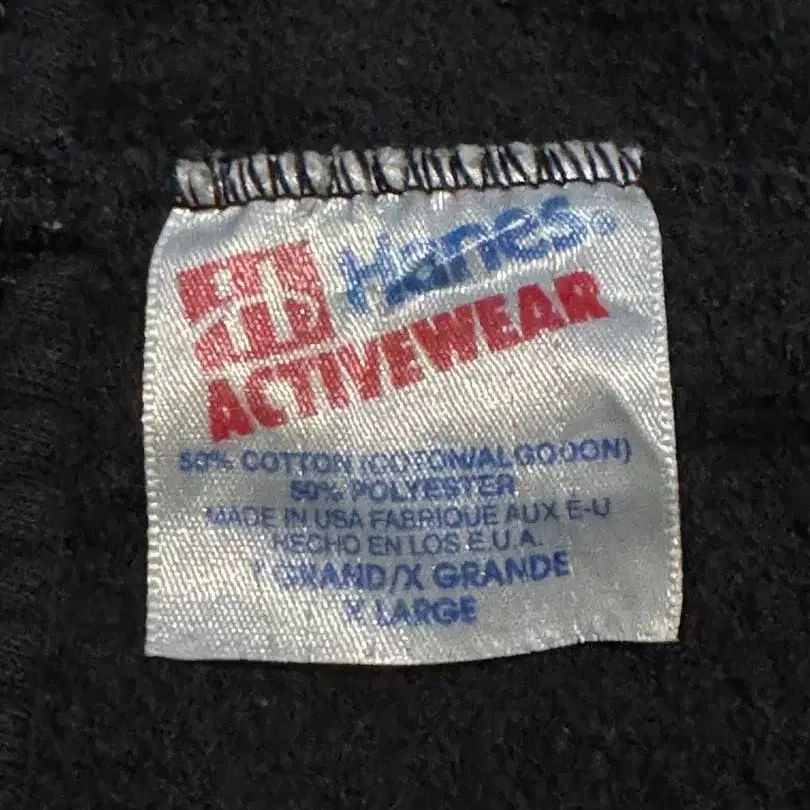 Hanes®
ACTIVEWEAR
50% COTTON (COTON/ALGODON)
50% POLYESTER
MADE IN USA FABRIQUE AUX E-U
HECHO EN LOS E.U.A.
GRAND/X GRANDE
X LARGE